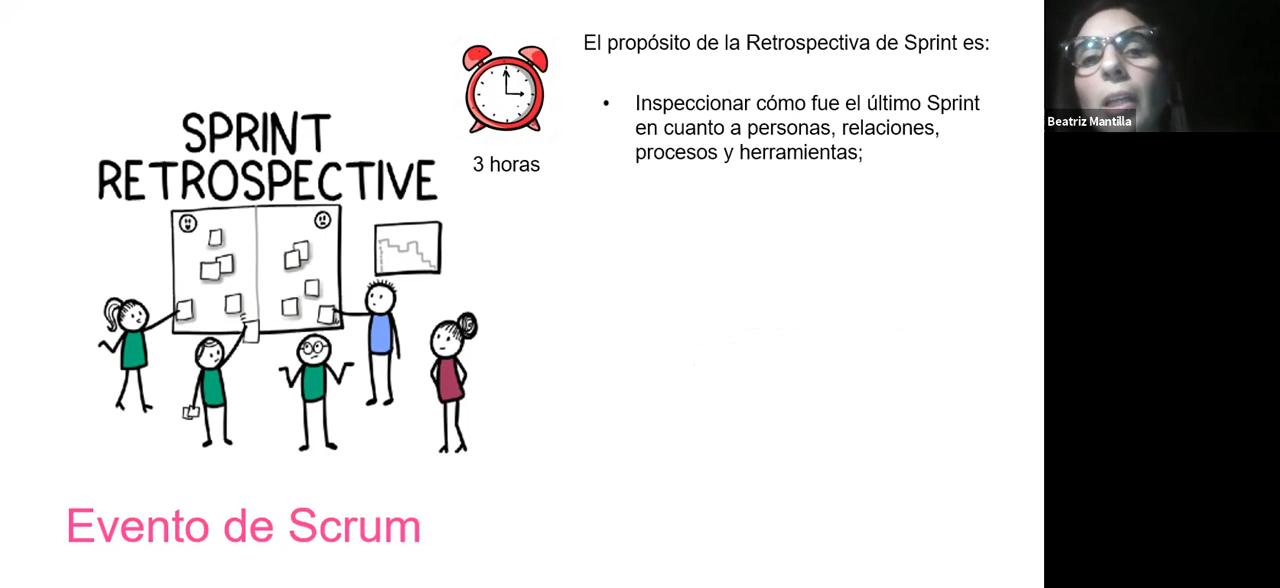 El propósito de la Retrospectiva de Sprint es:
• Inspeccionar cómo fue el último Sprint
en cuanto a personas, relaciones,
procesos y herramientas;
3 horas
SPRINT
RETROSPECTIVE
Evento de Scrum
Beatriz Mantilla